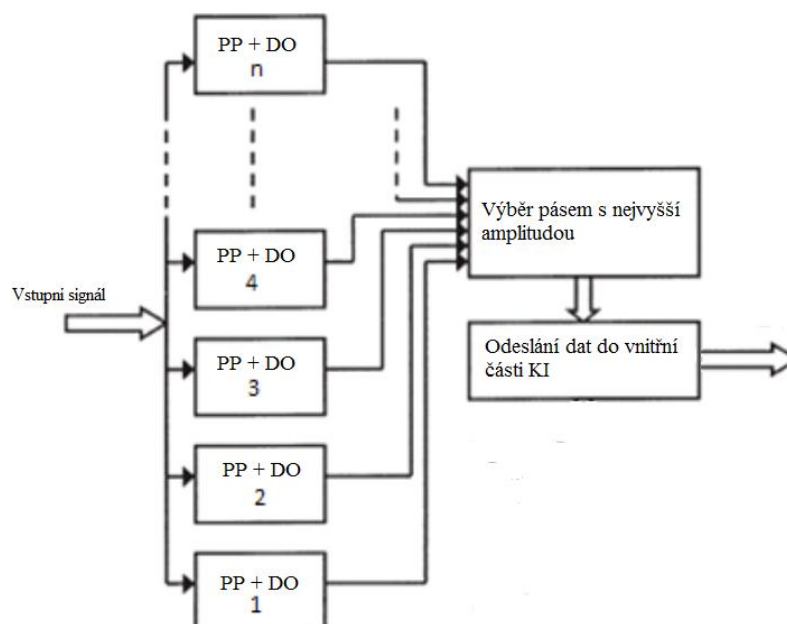 PP + DO
n
Výběr pásem s nejvyšší
amplitudou
PP + DO
4
Vstupní signál
Odeslání dat do vnitřní
části KI
PP + DO
3
PP + DO
2
PP + DO
1